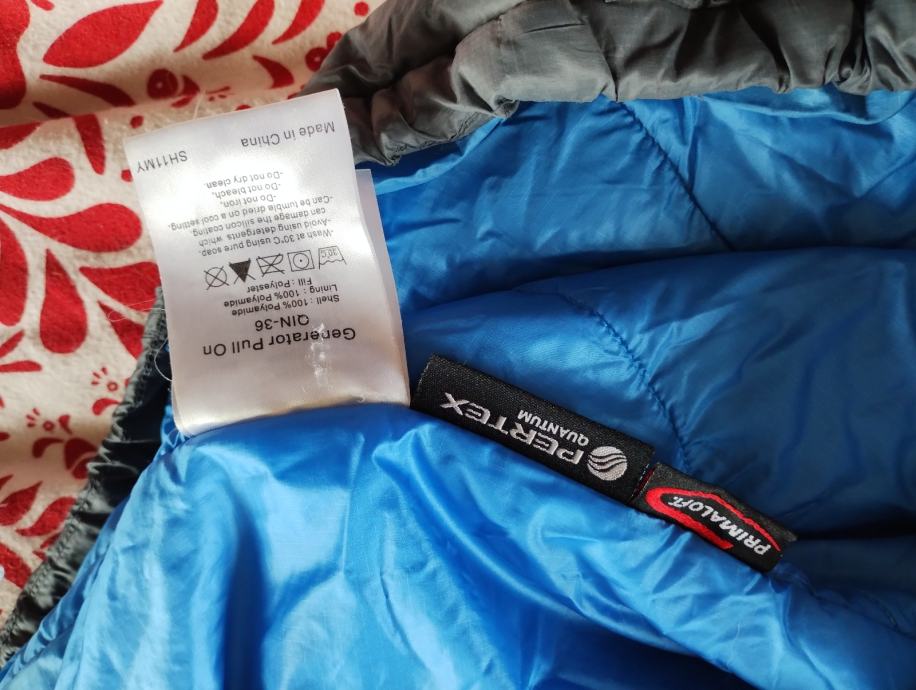 Generator Pull On
QIN-36
Shell : 100% Polyamide
Lining : 100% Polyamide
Fill : Polyester
30°C
-Wash at 30°C using pure soap.
-Avoid using detergents which
can damage the silicon coating.
-Can be tumble dried on a cool setting.
-Do not iron.
-Do not bleach.
-Do not dry clean.
SH11MY
Made in China
PERTEX
QUANTUM
PRIMALOFT